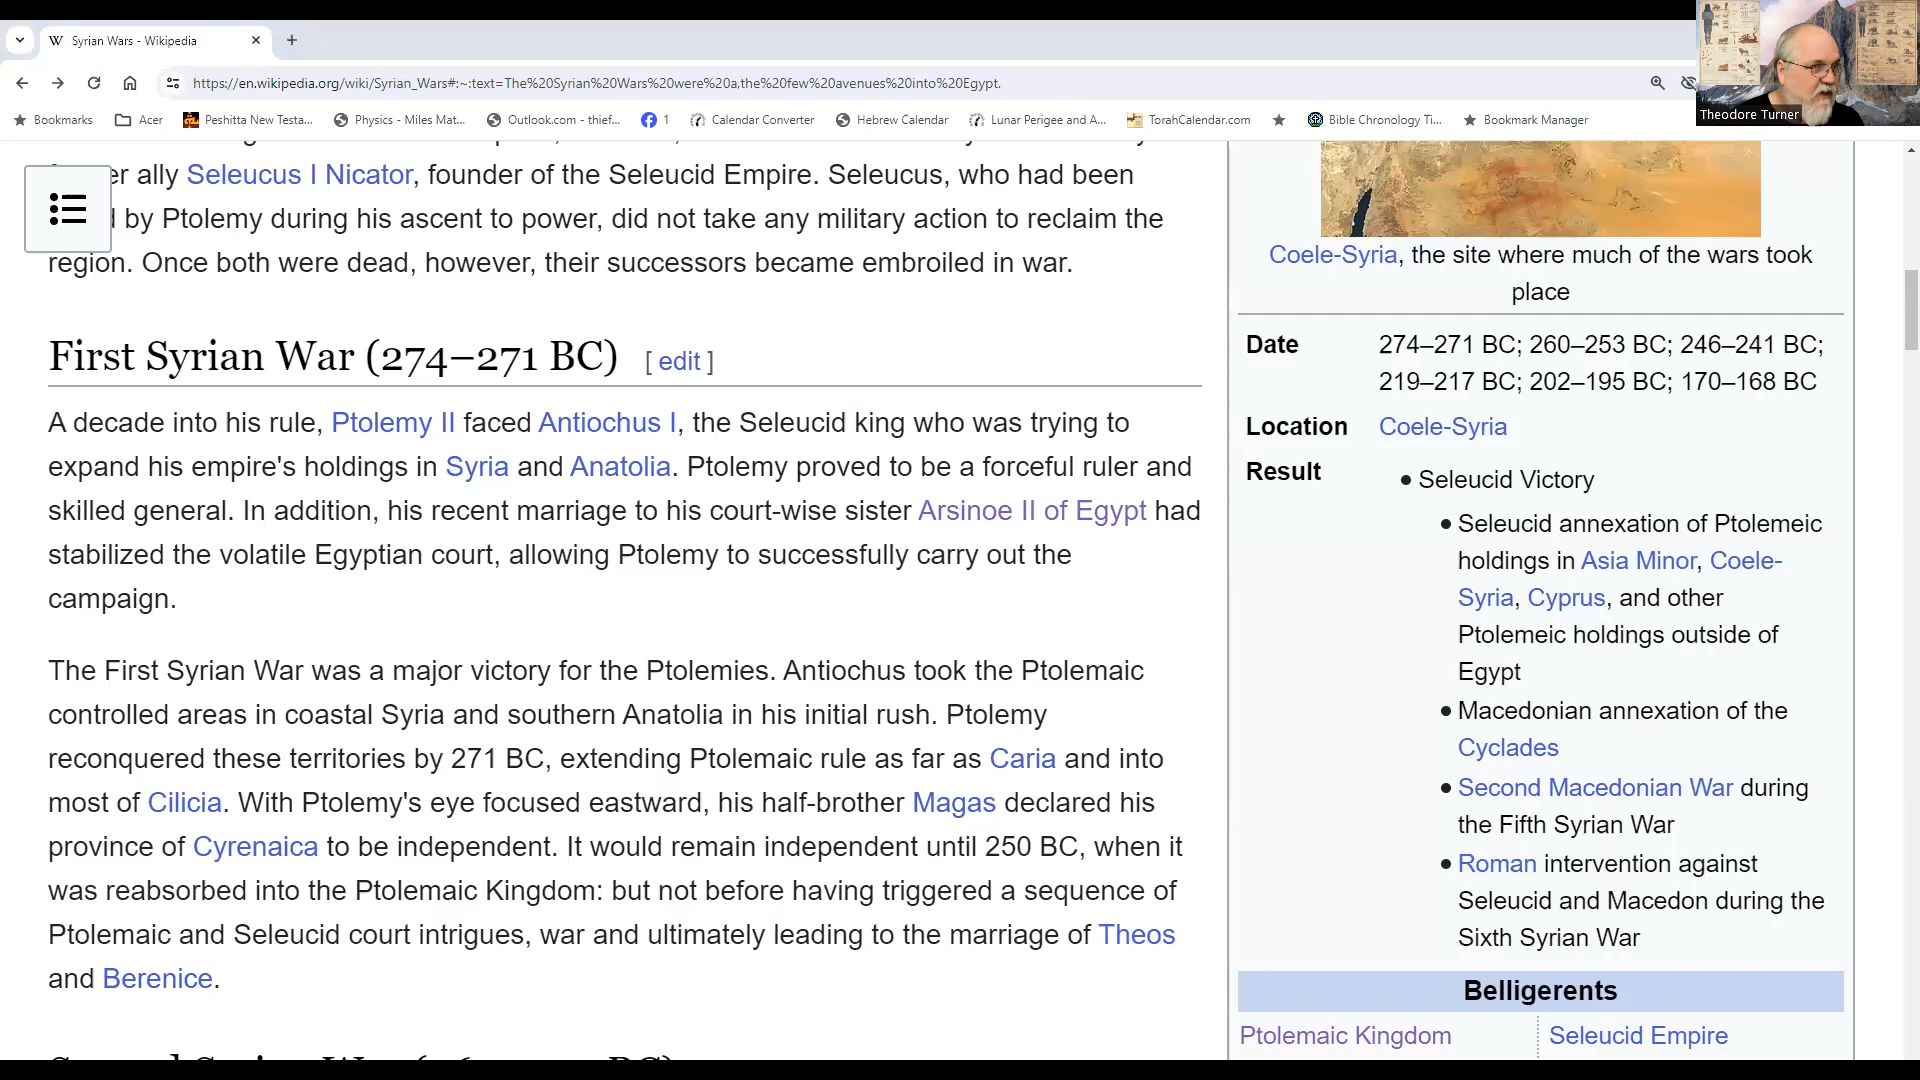 Syrian Wars - Wikipedia
https://en.wikipedia.org/wiki/Syrian_Wars#:~:text=The%20Syrian%20Wars%20were%20a,the%20few%20avenues%20into%20Egypt.
Bookmarks Acer Peshitta New Testa... Physics - Miles Mat... Outlook.com - thief... 1 Calendar Converter Hebrew Calendar Lunar Perigee and A... TorahCalendar.com Bible Chronology Ti... Bookmark Manager
Theodore Turner
ally Seleucus I Nicator, founder of the Seleucid Empire. Seleucus, who had been
by Ptolemy during his ascent to power, did not take any military action to reclaim the
region. Once both were dead, however, their successors became embroiled in war.
First Syrian War (274–271 BC) [ edit ]
A decade into his rule, Ptolemy II faced Antiochus I, the Seleucid king who was trying to
expand his empire's holdings in Syria and Anatolia. Ptolemy proved to be a forceful ruler and
skilled general. In addition, his recent marriage to his court-wise sister Arsinoe II of Egypt had
stabilized the volatile Egyptian court, allowing Ptolemy to successfully carry out the
campaign.
The First Syrian War was a major victory for the Ptolemies. Antiochus took the Ptolemaic
controlled areas in coastal Syria and southern Anatolia in his initial rush. Ptolemy
reconquered these territories by 271 BC, extending Ptolemaic rule as far as Caria and into
most of Cilicia. With Ptolemy's eye focused eastward, his half-brother Magas declared his
province of Cyrenaica to be independent. It would remain independent until 250 BC, when it
was reabsorbed into the Ptolemaic Kingdom: but not before having triggered a sequence of
Ptolemaic and Seleucid court intrigues, war and ultimately leading to the marriage of Theos
and Berenice.
Coele-Syria, the site where much of the wars took
place
Date 274–271 BC; 260–253 BC; 246–241 BC;
219–217 BC; 202–195 BC; 170–168 BC
Location Coele-Syria
Result • Seleucid Victory
• Seleucid annexation of Ptolemeic
holdings in Asia Minor, Coele-
Syria, Cyprus, and other
Ptolemeic holdings outside of
Egypt
• Macedonian annexation of the
Cyclades
• Second Macedonian War during
the Fifth Syrian War
• Roman intervention against
Seleucid and Macedon during the
Sixth Syrian War
Belligerents
Ptolemaic Kingdom Seleucid Empire